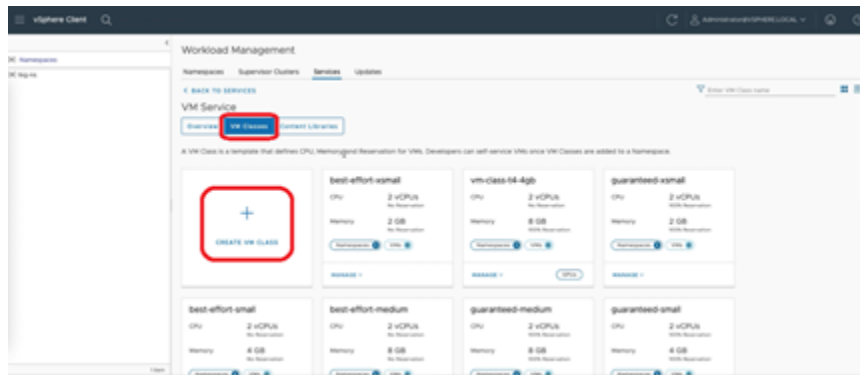 vSphere Client
Administrator@VSPHERE.LOCAL
Namespaces
Workload Management
Namespaces Supervisor Clusters Services Updates
< BACK TO SERVICES
Enter VM Class name
VM Service
Overview VM Classes Content Libraries
A VM Class is a template that defines CPU, Memory and Reservation for VMs. Developers can self-service VMs once VM Classes are added to a Namespace.
+
CREATE VM CLASS
best-effort-xsmall
CPU 2 vCPUs
No Reservation
Memory 2 GB
No Reservation
Namespaces VMs
MANAGE
vm-class-t4-4gb
CPU 2 vCPUs
No Reservation
Memory 8 GB
100% Reservation
Namespaces VMs
MANAGE GPUs
guaranteed-xsmall
CPU 2 vCPUs
100% Reservation
Memory 2 GB
100% Reservation
Namespaces VMs
MANAGE
best-effort-small
CPU 2 vCPUs
No Reservation
Memory 4 GB
No Reservation
Namespaces VMs
best-effort-medium
CPU 2 vCPUs
No Reservation
Memory 8 GB
No Reservation
Namespaces VMs
guaranteed-medium
CPU 2 vCPUs
100% Reservation
Memory 8 GB
100% Reservation
Namespaces VMs
guaranteed-small
CPU 2 vCPUs
100% Reservation
Memory 4 GB
100% Reservation
Namespaces VMs